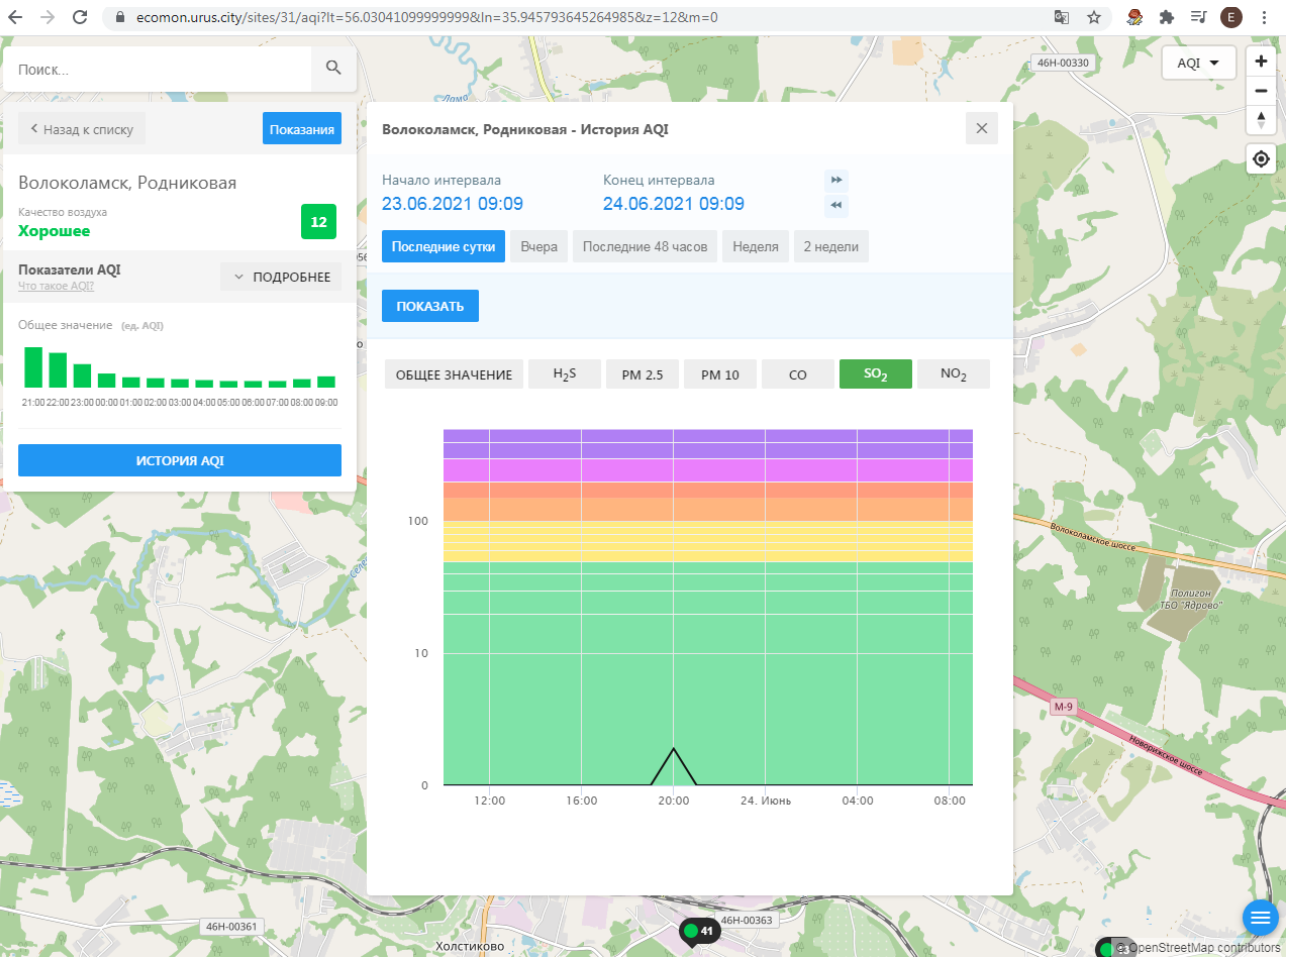 ecomon.urus.city/sites/31/aqi?lt=56.03041099999999&ln=35.945793645264985&z=12&m=0
E
Поиск...
46Н-00330
AQI
Назад к списку
Показания
Волоколамск, Родниковая - История AQI
Лама
Волоколамск, Родниковая
Качество воздуха
Хорошее
12
Начало интервала
Конец интервала
23.06.2021 09:09
24.06.2021 09:09
Последние сутки
Вчера
Последние 48 часов
Неделя
2 недели
Показатели AQI
Что такое AQI?
ПОДРОБНЕЕ
ПОКАЗАТЬ
Общее значение (ед. AQI)
21:00 22:00 23:00 00:00 01:00 02:00 03:00 04:00 05:00 06:00 07:00 08:00 09:00
ИСТОРИЯ AQI
ОБЩЕЕ ЗНАЧЕНИЕ
H2S
PM 2.5
PM 10
CO
SO2
NO2
100
10
0
12:00
16:00
20:00
24. Июнь
04:00
08:00
Волоколамское шоссе
Полигон
ТБО "Ядрово"
М-9
Новорижское шоссе
46Н-00361
Холстиково
41
46Н-00363
© OpenStreetMap contributors